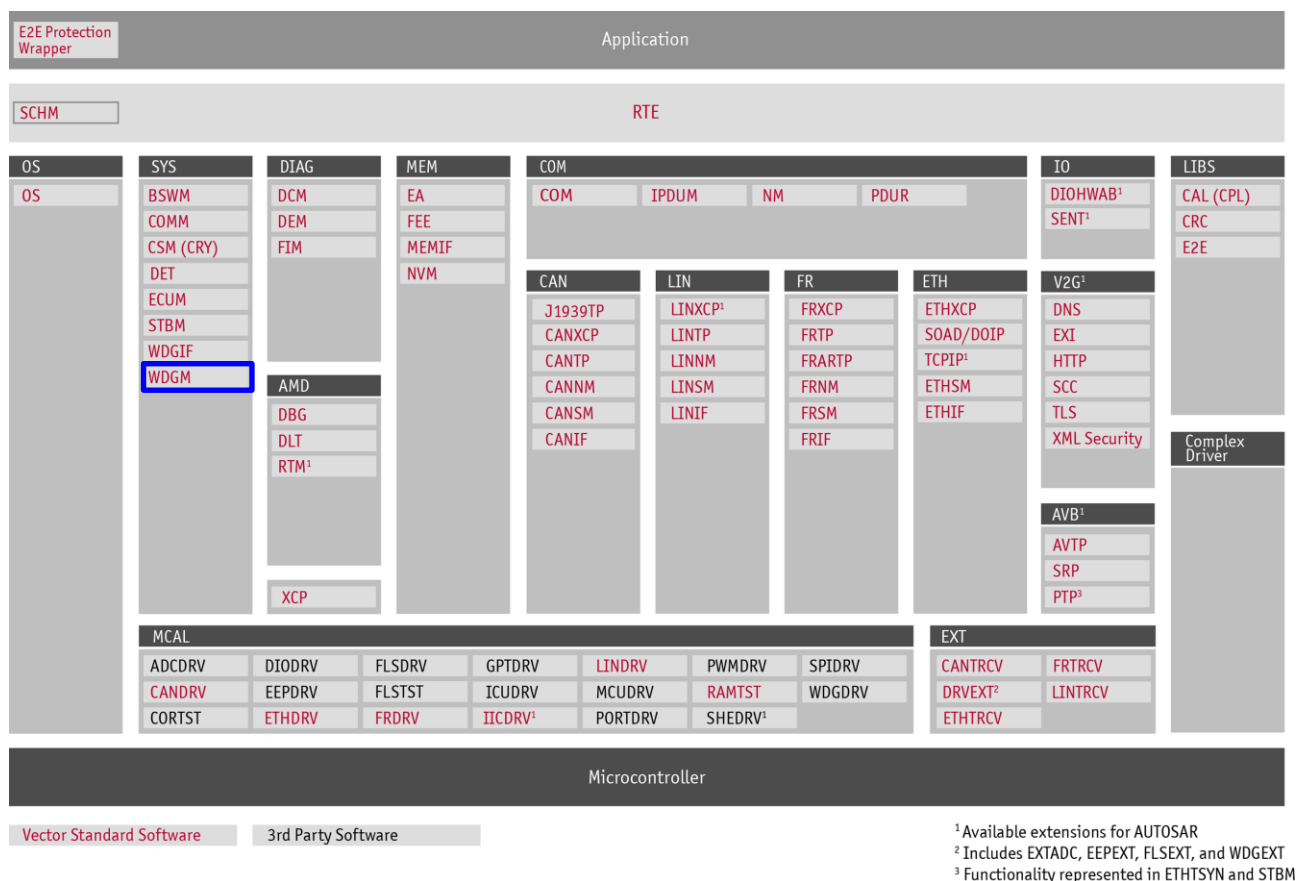 E2E Protection
Wrapper
Application
SCHM
RTE
OS
OS
SYS
BSWM
COMM
CSM (CRY)
DET
ECUM
STBM
WDGIF
WDGM
DIAG
DCM
DEM
FIM
AMD
DBG
DLT
RTM¹
XCP
MEM
EA
FEE
MEMIF
NVM
COM
COM IPDUM NM PDUR
CAN
J1939TP
CANXCP
CANTP
CANNM
CANSM
CANIF
LIN
LINXCP¹
LINTP
LINNM
LINSM
LINIF
FR
FRXCP
FRTP
FRARTP
FRNM
FRSM
FRIF
ETH
ETHXCP
SOAD/DOIP
TCPIP¹
ETHSM
ETHIF
IO
DIOHWAB¹
SENT¹
V2G¹
DNS
EXI
HTTP
SCC
TLS
XML Security
AVB¹
AVTP
SRP
PTP³
LIBS
CAL (CPL)
CRC
E2E
Complex
Driver
MCAL
ADCDRV DIODRV FLSDRV GPTDRV LINDRV PWMDRV SPIDRV
CANDRV EEPDRV FLSTST ICUDRV MCUDRV RAMTST WDGDRV
CORTST ETHDRV FRDRV IICDRV¹ PORTDRV SHEDRV¹
EXT
CANTRCV FRTRCV
DRVEXT² LINTRCV
ETHTRCV
Microcontroller
Vector Standard Software 3rd Party Software
¹ Available extensions for AUTOSAR
² Includes EXTADC, EEPEXT, FLSEXT, and WDGEXT
³ Functionality represented in ETHTSYN and STBM